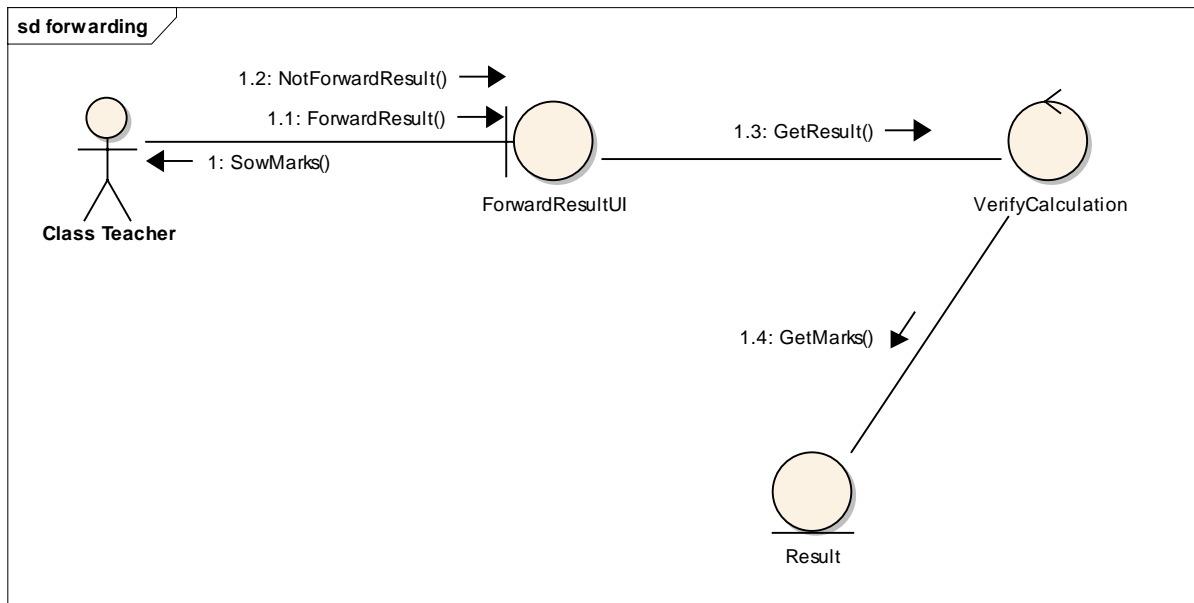 sd forwarding
1.2: NotForwardResult()
1.1: ForwardResult()
1: SowMarks()
1.3: GetResult()
Class Teacher
ForwardResultUI
VerifyCalculation
1.4: GetMarks()
Result